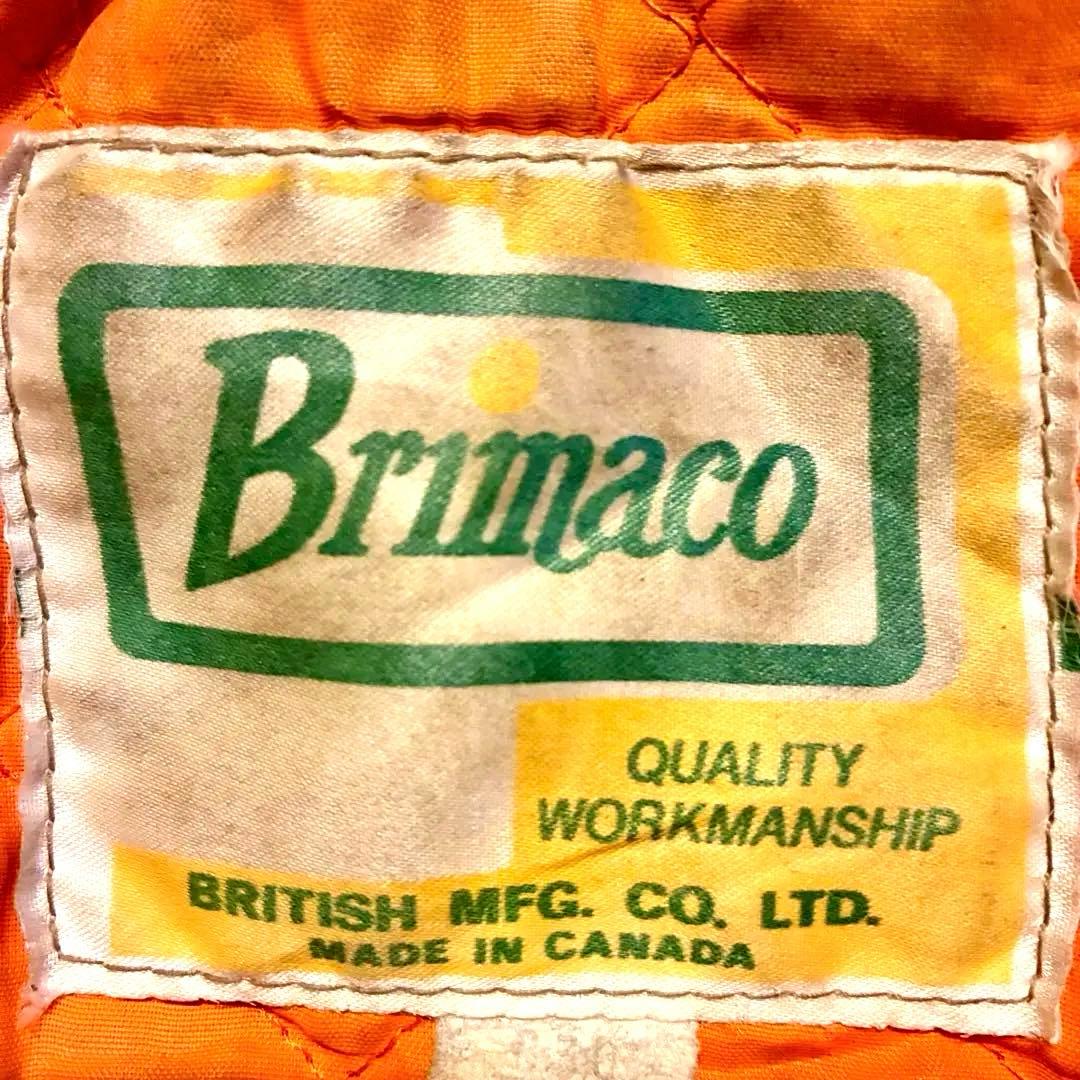 Brimaco
QUALITY
WORKMANSHIP
BRITISH MFG. CO. LTD.
MADE IN CANADA